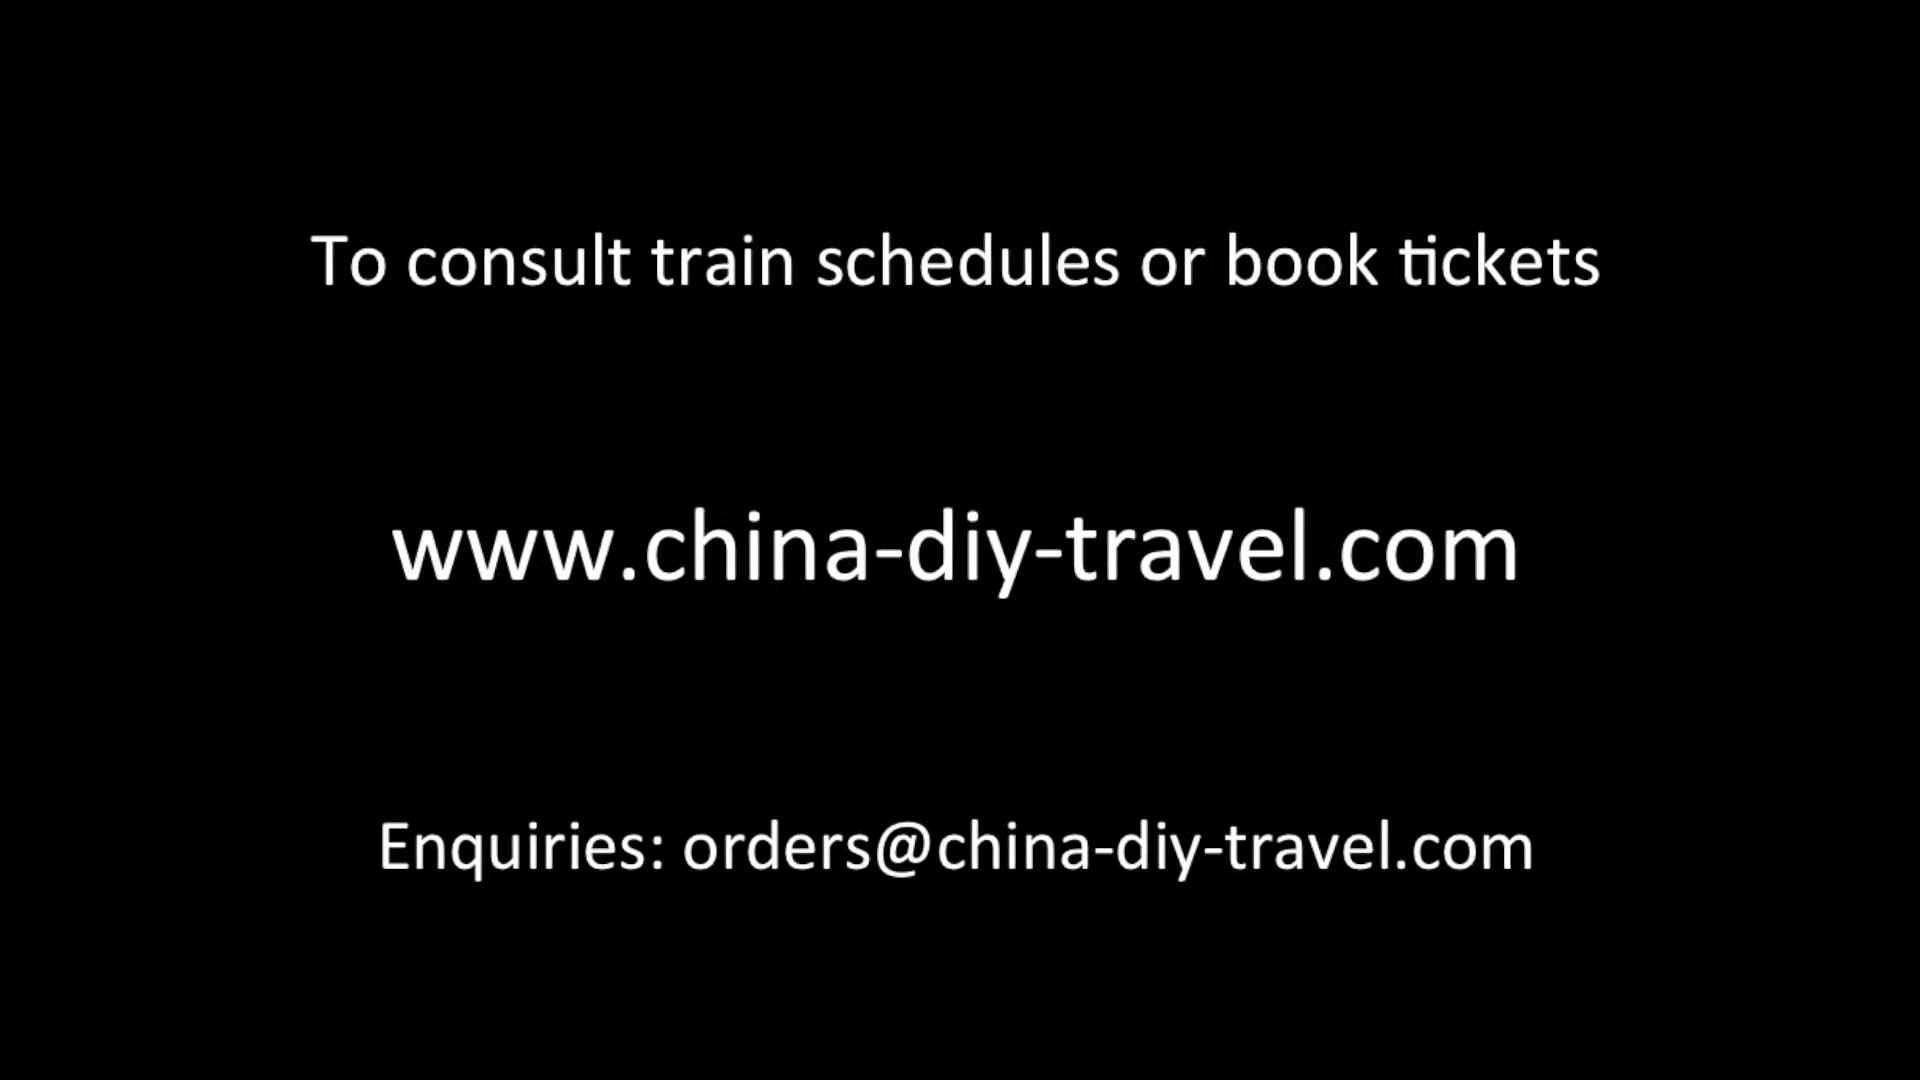 To consult train schedules or book tickets
www.china-diy-travel.com
Enquiries: orders@china-diy-travel.com